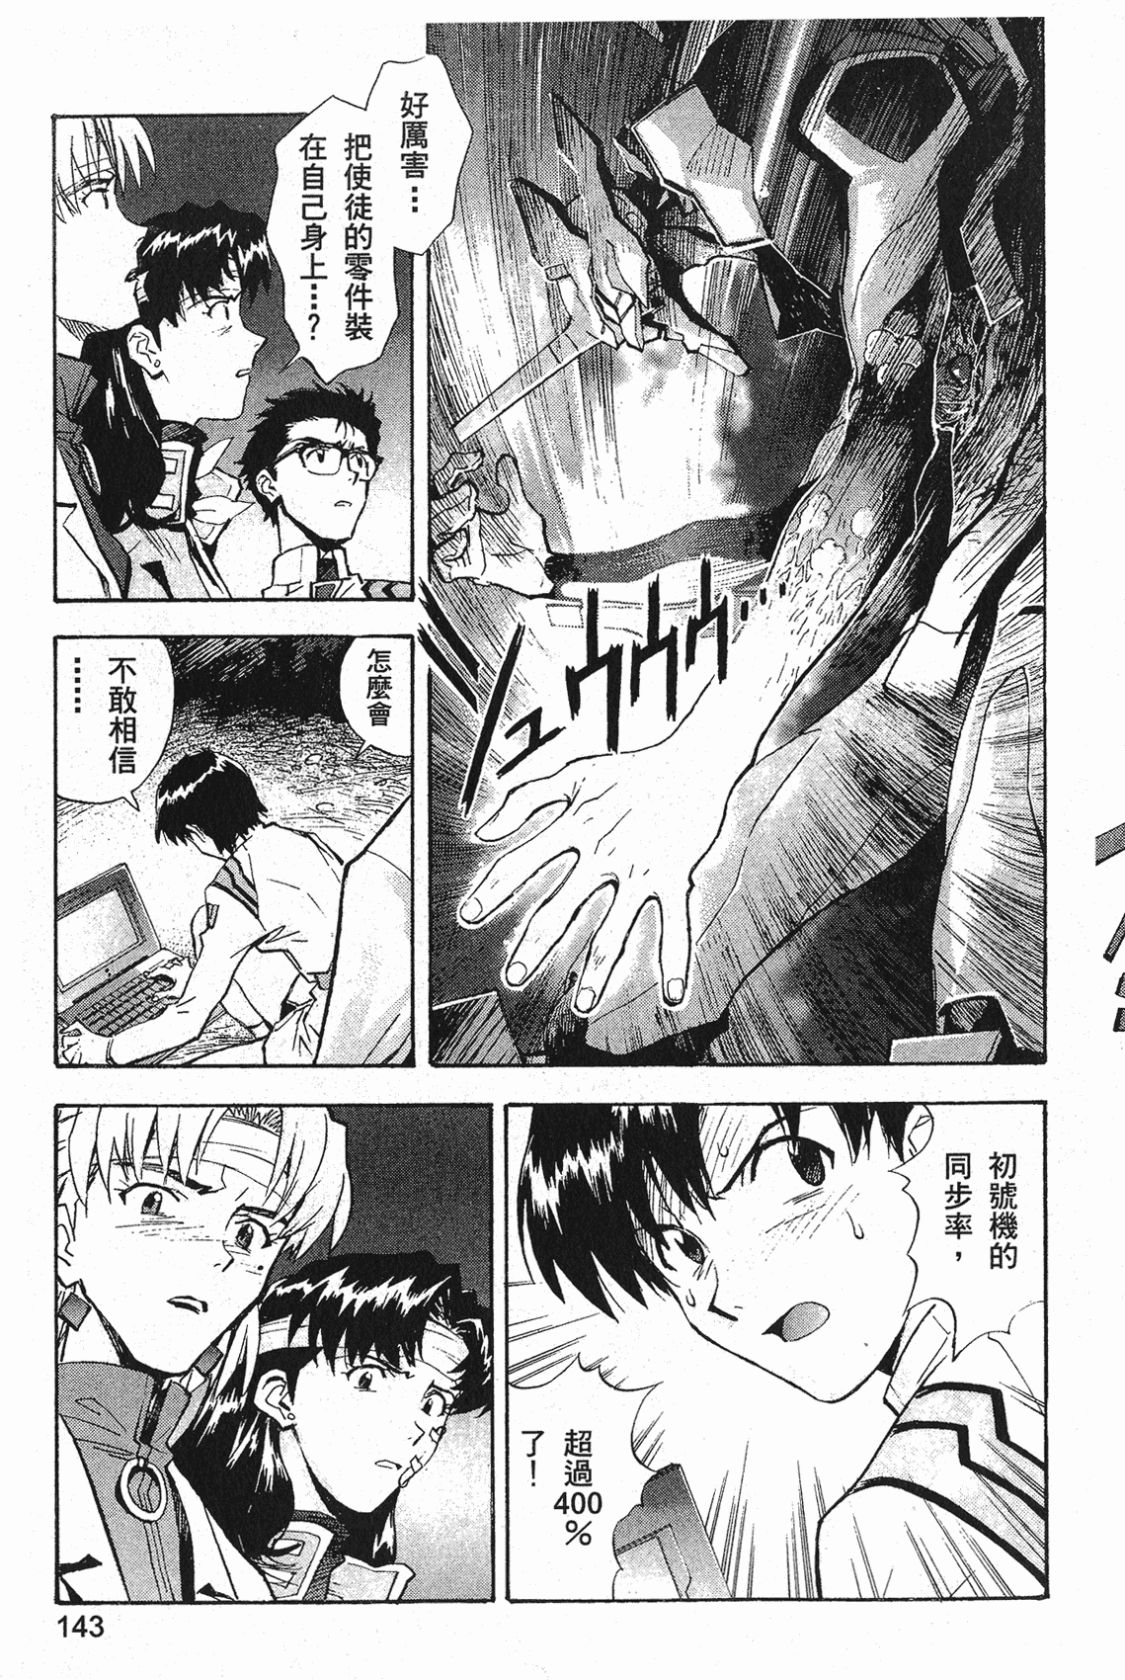 好厲害…
把使徒的零件裝
在自己身上…?
ジュウウウ…
怎麼會
不敢相信
……
初號機的
同步率，
超過
400
%
了!
143